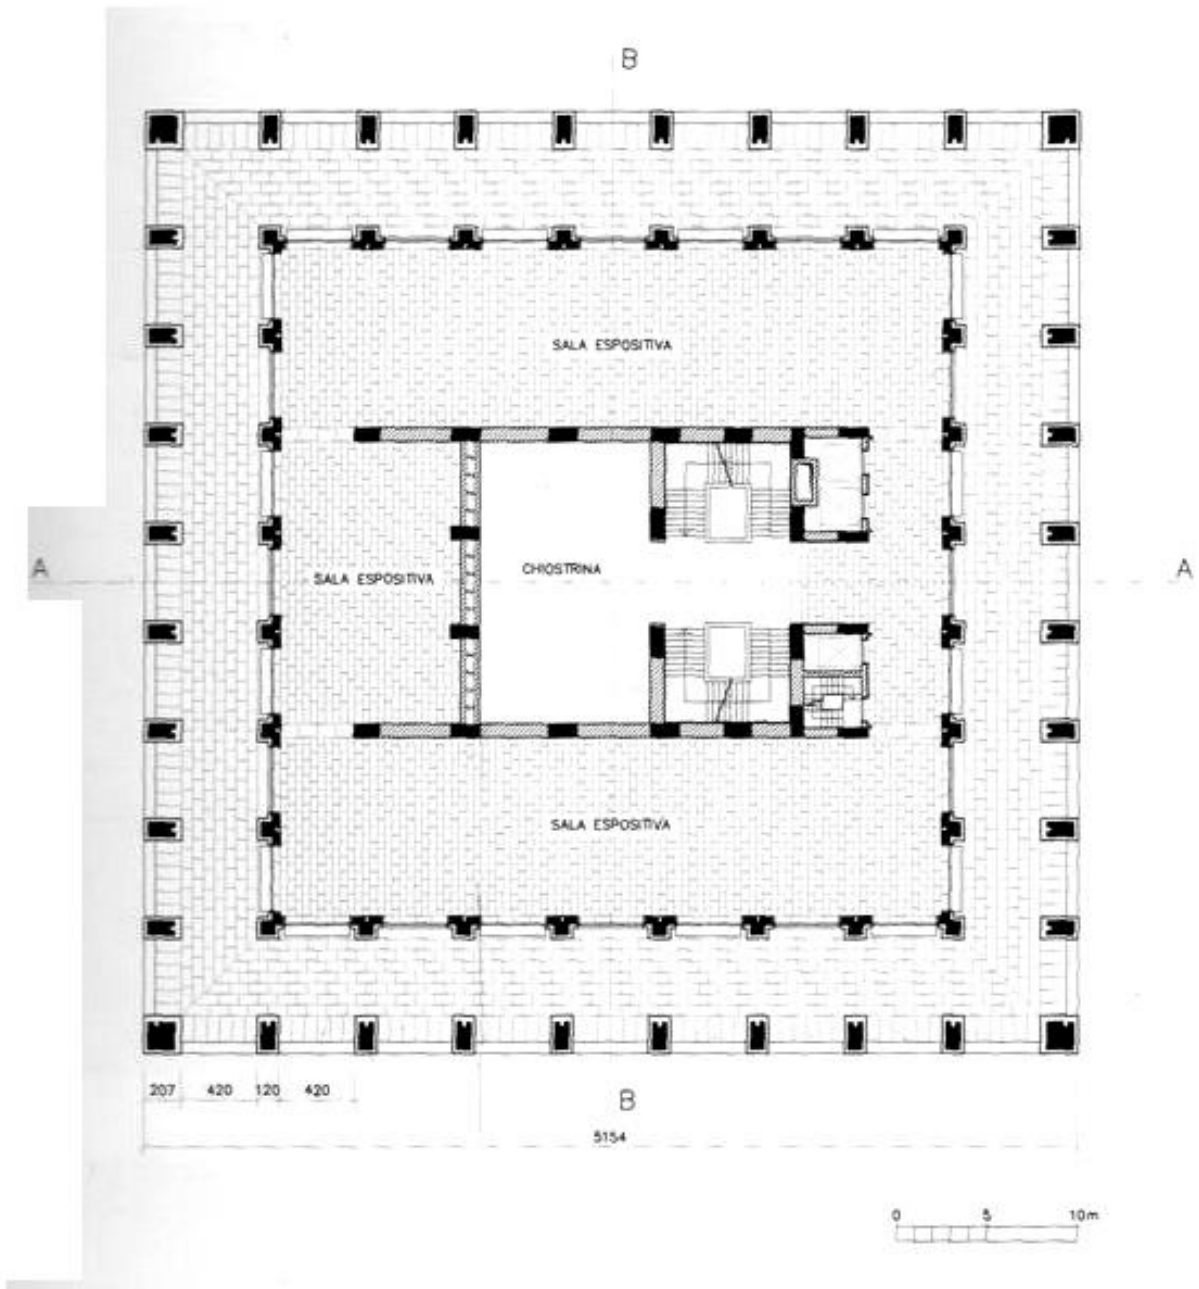 B
SALA ESPOSITIVA
A
SALA ESPOSITIVA
CHIOSTRINA
A
SALA ESPOSITIVA
207 420 120 420
B
5154
0 5 10m